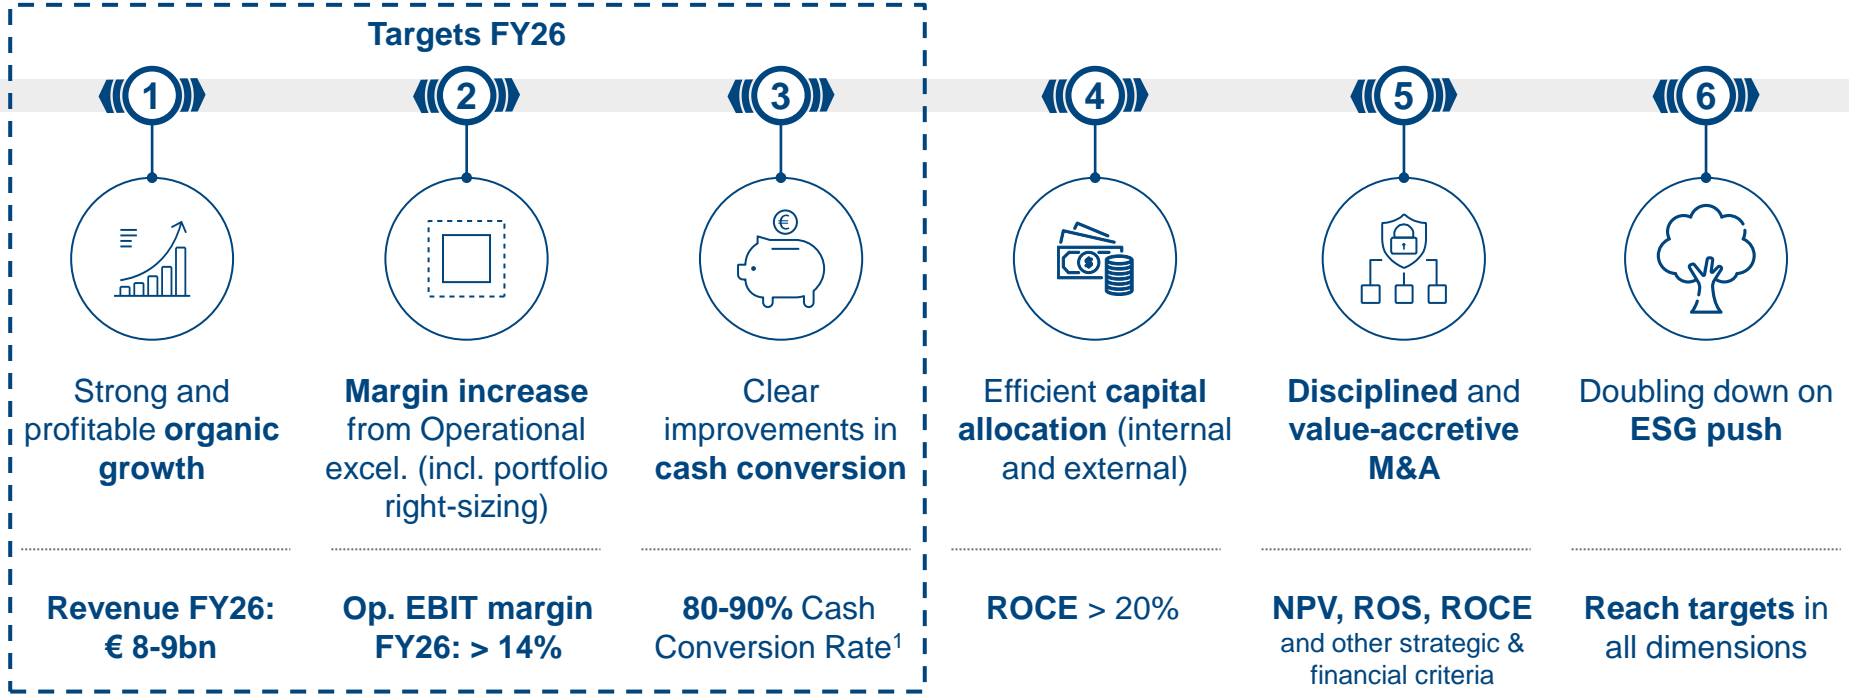 Targets FY26
1
2
3
4
5
6
€
$
Strong and
profitable organic
growth
Margin increase
from Operational
excel. (incl. portfolio
right-sizing)
Clear
improvements in
cash conversion
Efficient capital
allocation (internal
and external)
Disciplined and
value-accretive
M&A
Doubling down on
ESG push
Revenue FY26:
€ 8-9bn
Op. EBIT margin
FY26: > 14%
80-90% Cash
Conversion Rate¹
ROCE > 20%
NPV, ROS, ROCE
and other strategic &
financial criteria
Reach targets in
all dimensions